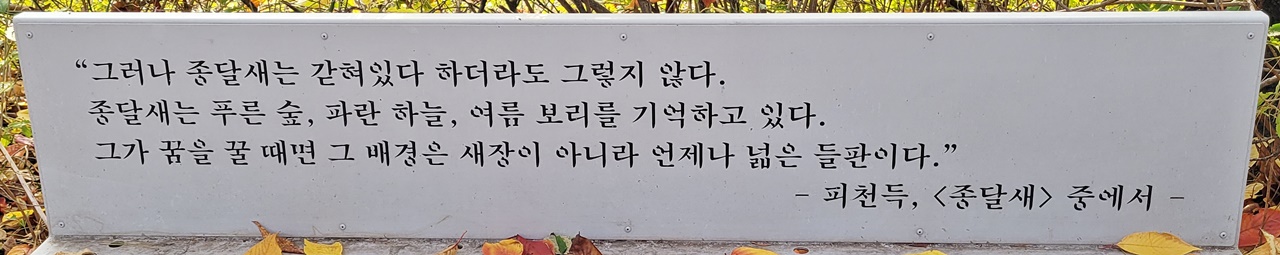 “그러나 종달새는 갇혀있다 하더라도 그렇지 않다.
종달새는 푸른 숲, 파란 하늘, 여름 보리를 기억하고 있다.
그가 꿈을 꿀 때면 그 배경은 새장이 아니라 언제나 넓은 들판이다.”
- 피천득, <종달새> 중에서 -